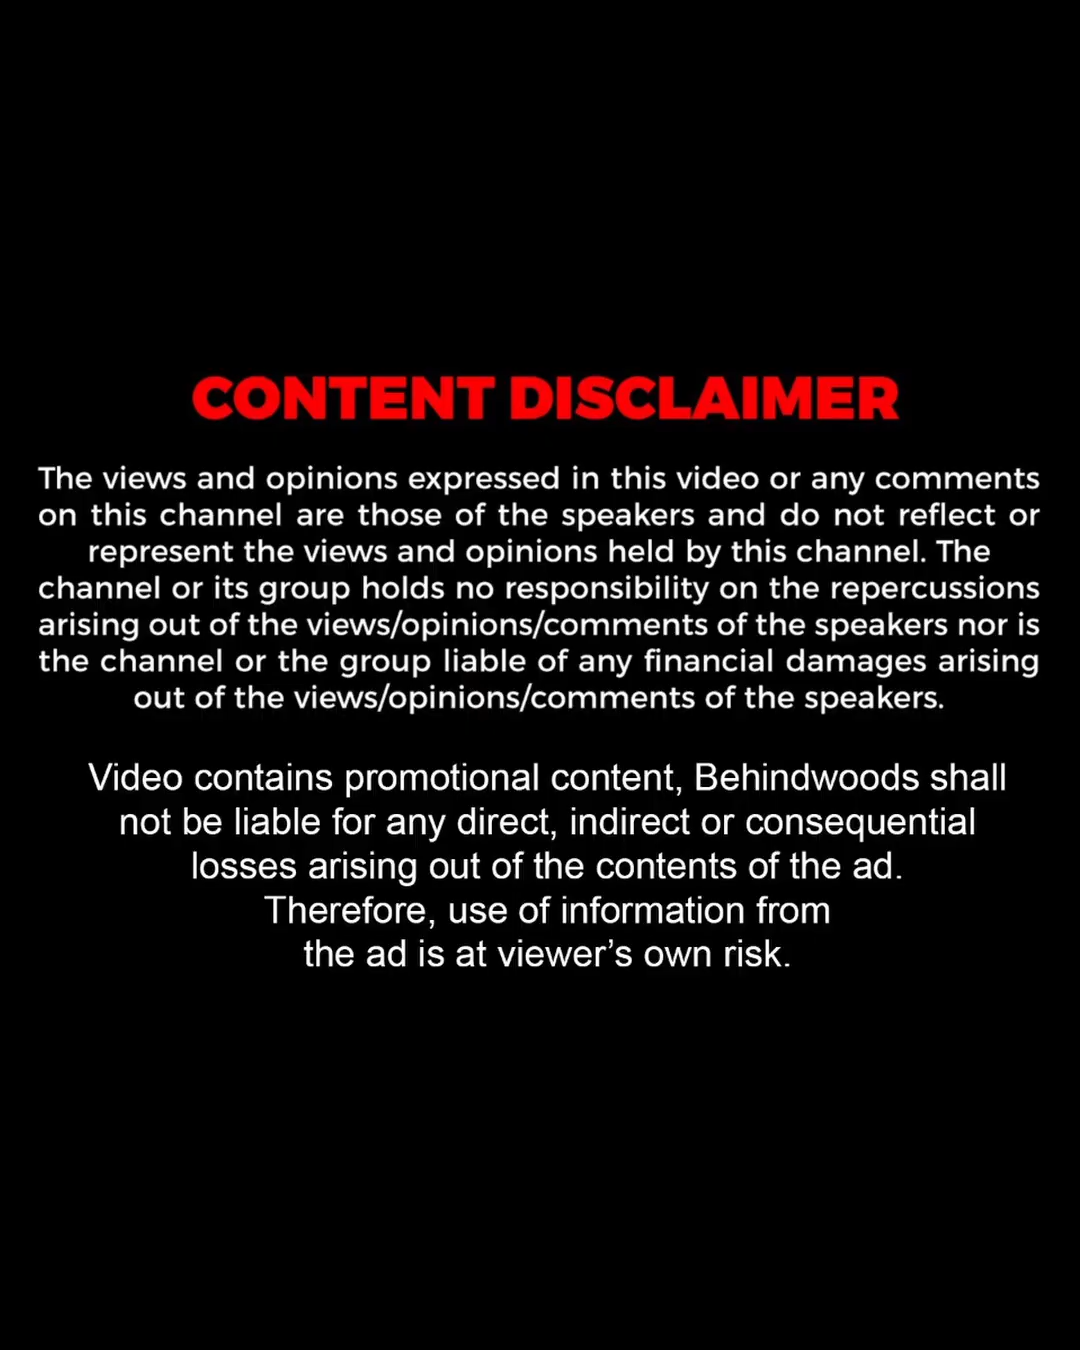 CONTENT DISCLAIMER
The views and opinions expressed in this video or any comments
on this channel are those of the speakers and do not reflect or
represent the views and opinions held by this channel. The
channel or its group holds no responsibility on the repercussions
arising out of the views/opinions/comments of the speakers nor is
the channel or the group liable of any financial damages arising
out of the views/opinions/comments of the speakers.
Video contains promotional content, Behindwoods shall
not be liable for any direct, indirect or consequential
losses arising out of the contents of the ad.
Therefore, use of information from
the ad is at viewer’s own risk.